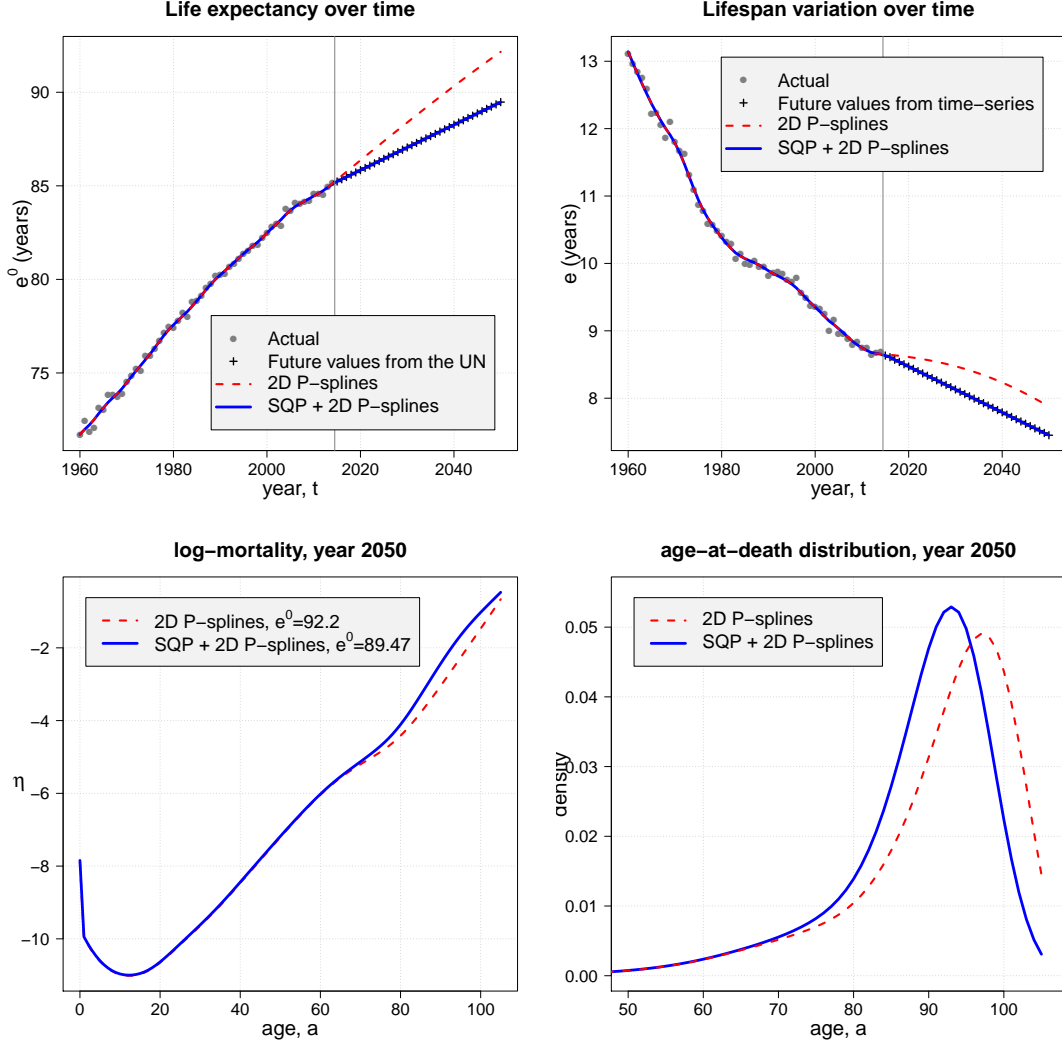 Life expectancy over time
90
85
80
75
e⁰ (years)
Actual
Future values from the UN
2D P−splines
SQP + 2D P−splines
1960 1980 2000 2020 2040
year, t
Lifespan variation over time
13
12
11
10
9
8
e (years)
Actual
Future values from time−series
2D P−splines
SQP + 2D P−splines
1960 1980 2000 2020 2040
year, t
log−mortality, year 2050
−2
−4
−6
−8
−10
η
2D P−splines, e⁰=92.2
SQP + 2D P−splines, e⁰=89.47
0 20 40 60 80 100
age, a
age−at−death distribution, year 2050
0.05
0.04
0.03
0.02
0.01
0.00
density
2D P−splines
SQP + 2D P−splines
50 60 70 80 90 100
age, a